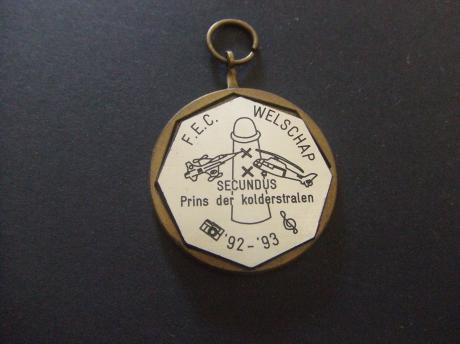 F.E.C. WELSCHAP
SECUNDUS
Prins der kolderstralen
'92-'93